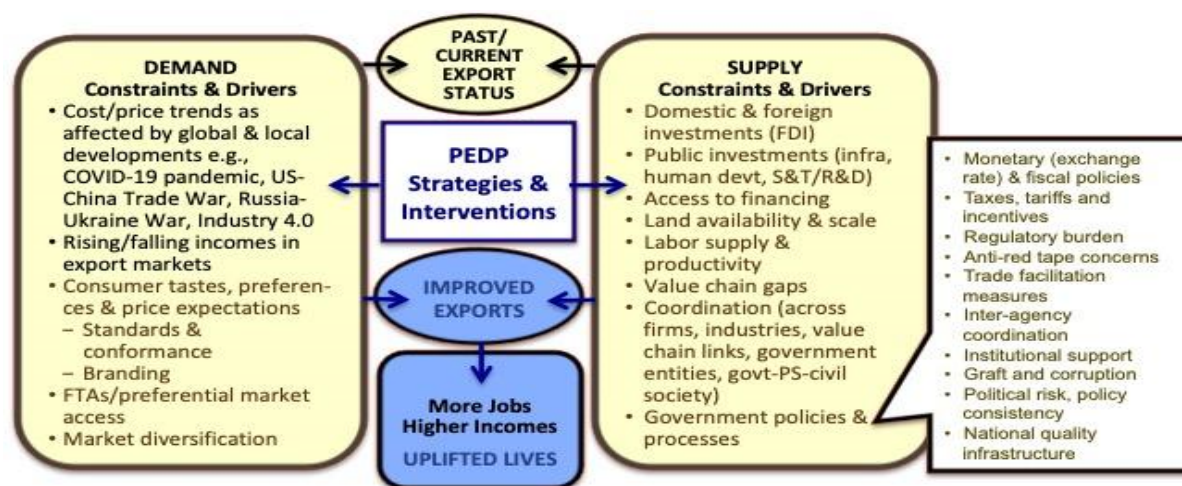 DEMAND
Constraints & Drivers
• Cost/price trends as
affected by global & local
developments e.g.,
COVID-19 pandemic, US-
China Trade War, Russia-
Ukraine War, Industry 4.0
• Rising/falling incomes in
export markets
• Consumer tastes, preferen-
ces & price expectations
– Standards &
conformance
– Branding
• FTAs/preferential market
access
• Market diversification
PAST/
CURRENT
EXPORT
STATUS
PEDP
Strategies &
Interventions
IMPROVED
EXPORTS
More Jobs
Higher Incomes
UPLIFTED LIVES
SUPPLY
Constraints & Drivers
• Domestic & foreign
investments (FDI)
• Public investments (infra,
human devt, S&T/R&D)
• Access to financing
• Land availability & scale
• Labor supply &
productivity
• Value chain gaps
• Coordination (across
firms, industries, value
chain links, government
entities, govt-PS-civil
society)
• Government policies &
processes
• Monetary (exchange
rate) & fiscal policies
• Taxes, tariffs and
incentives
• Regulatory burden
• Anti-red tape concerns
• Trade facilitation
measures
• Inter-agency
coordination
• Institutional support
• Graft and corruption
• Political risk, policy
consistency
• National quality
infrastructure